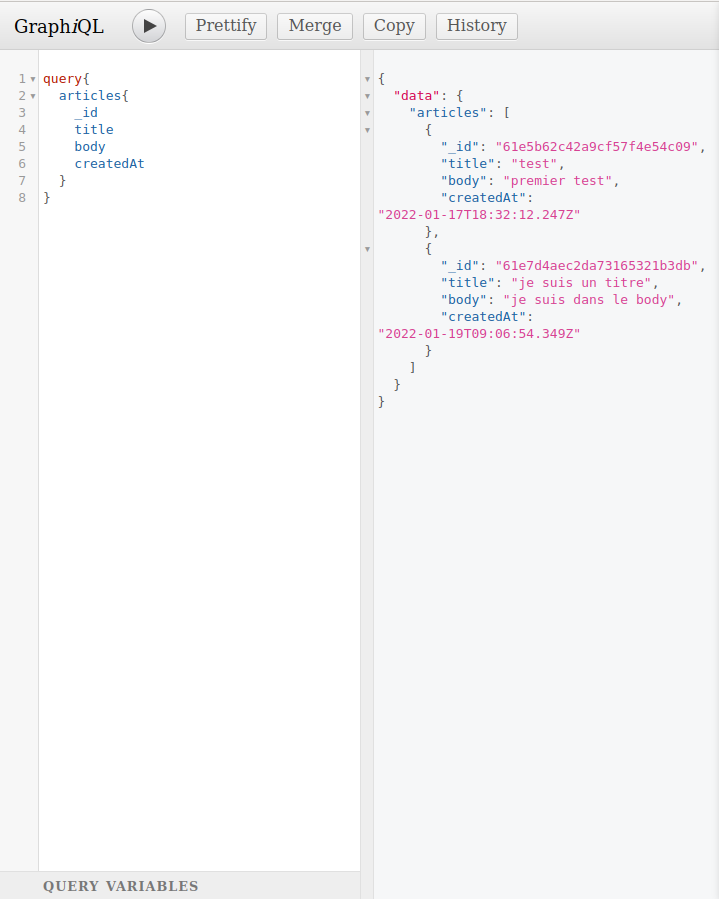 GraphiQL Prettify Merge Copy History
1 query{
2   articles{
3     _id
4     title
5     body
6     createdAt
7   }
8 }
QUERY VARIABLES
{
  "data": {
    "articles": [
      {
        "_id": "61e5b62c42a9cf57f4e54c09",
        "title": "test",
        "body": "premier test",
        "createdAt":
"2022-01-17T18:32:12.247Z"
      },
      {
        "_id": "61e7d4aec2da73165321b3db",
        "title": "je suis un titre",
        "body": "je suis dans le body",
        "createdAt":
"2022-01-19T09:06:54.349Z"
      }
    ]
  }
}